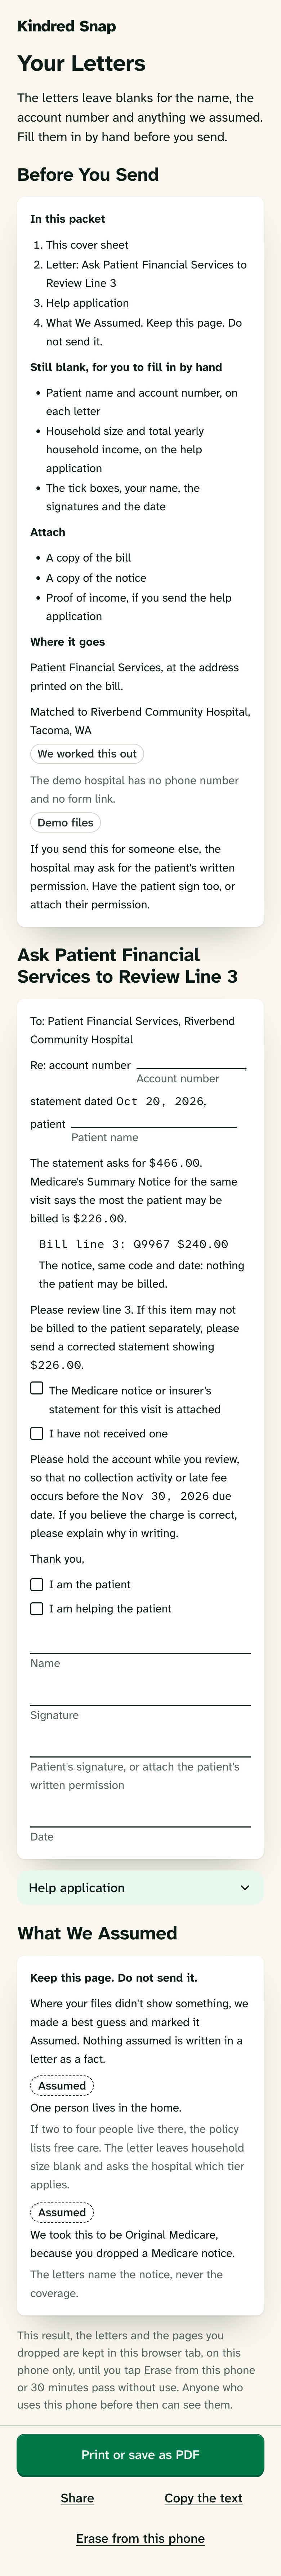 Kindred Snap
Your Letters
The letters leave blanks for the name, the
account number and anything we assumed.
Fill them in by hand before you send.
Before You Send
In this packet
1. This cover sheet
2. Letter: Ask Patient Financial Services to
Review Line 3
3. Help application
4. What We Assumed. Keep this page. Do
not send it.
Still blank, for you to fill in by hand
• Patient name and account number, on
each letter
• Household size and total yearly
household income, on the help
application
• The tick boxes, your name, the
signatures and the date
Attach
• A copy of the bill
• A copy of the notice
• Proof of income, if you send the help
application
Where it goes
Patient Financial Services, at the address
printed on the bill.
Matched to Riverbend Community Hospital,
Tacoma, WA
We worked this out
The demo hospital has no phone number
and no form link.
Demo files
If you send this for someone else, the
hospital may ask for the patient's written
permission. Have the patient sign too, or
attach their permission.
Ask Patient Financial
Services to Review Line 3
To: Patient Financial Services, Riverbend
Community Hospital
Re: account number ,
Account number
statement dated Oct 20, 2026,
patient
Patient name
The statement asks for $466.00.
Medicare's Summary Notice for the same
visit says the most the patient may be
billed is $226.00.
Bill line 3: Q9967 $240.00
The notice, same code and date: nothing
the patient may be billed.
Please review line 3. If this item may not
be billed to the patient separately, please
send a corrected statement showing
$226.00.
The Medicare notice or insurer's
statement for this visit is attached
I have not received one
Please hold the account while you review,
so that no collection activity or late fee
occurs before the Nov 30, 2026 due
date. If you believe the charge is correct,
please explain why in writing.
Thank you,
I am the patient
I am helping the patient
Name
Signature
Patient's signature, or attach the patient's
written permission
Date
Help application
What We Assumed
Keep this page. Do not send it.
Where your files didn't show something, we
made a best guess and marked it
Assumed. Nothing assumed is written in a
letter as a fact.
Assumed
One person lives in the home.
If two to four people live there, the policy
lists free care. The letter leaves household
size blank and asks the hospital which tier
applies.
Assumed
We took this to be Original Medicare,
because you dropped a Medicare notice.
The letters name the notice, never the
coverage.
This result, the letters and the pages you
dropped are kept in this browser tab, on this
phone only, until you tap Erase from this phone
or 30 minutes pass without use. Anyone who
uses this phone before then can see them.
Print or save as PDF
Share Copy the text
Erase from this phone